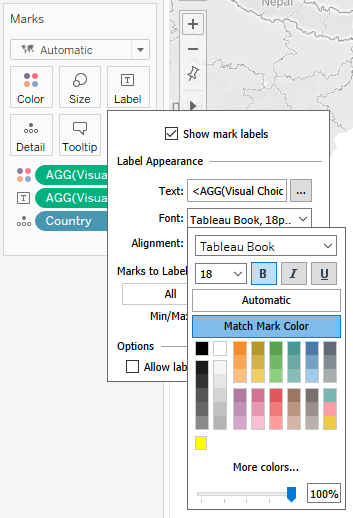 Marks
Nepal
Automatic
Color
Size
Label
Detail
Tooltip
AGG(Visua
AGG(Visua
Country
Show mark labels
Label Appearance
Text: <AGG(Visual Choic ...
Font: Tableau Book, 18p...
Alignment:
Marks to Label
All
Min/Max
Options
Allow lab
Tableau Book
18 B I U
Automatic
Match Mark Color
More colors...
100%